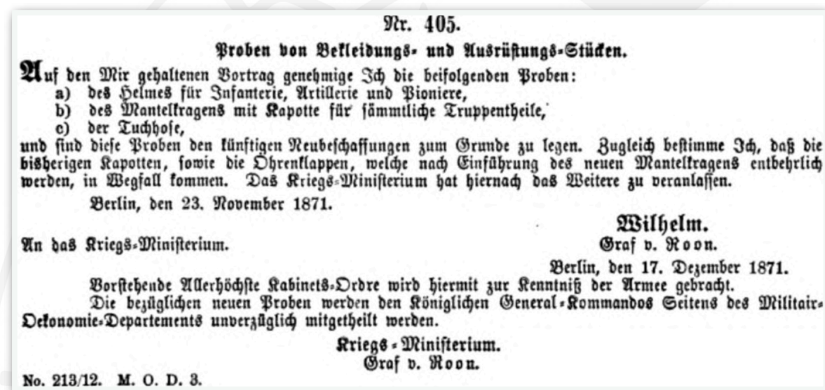 Nr. 405.
Proben von Bekleidungs- und Ausrüstungs-Stücken.
Auf den Mir gehaltenen Vortrag genehmige Ich die beifolgenden Proben:
a) des Helmes für Infanterie, Artillerie und Pioniere,
b) des Mantelkragens mit Kapotte für sämmtliche Truppentheile,
c) der Tuchhose,
und sind diese Proben den künftigen Neubeschaffungen zum Grunde zu legen. Zugleich bestimme Ich, daß die
bisherigen Kapotten, sowie die Ohrenklappen, welche nach Einführung des neuen Mantelkragens entbehrlich
werden, in Wegfall kommen. Das Kriegs-Ministerium hat hiernach das Weitere zu veranlassen.
Berlin, den 23. November 1871.
Wilhelm.
An das Kriegs-Ministerium.
Graf v. Roon.
Berlin, den 17. Dezember 1871.
Vorstehende Allerhöchste Kabinets-Ordre wird hiermit zur Kenntniß der Armee gebracht.
Die bezüglichen neuen Proben werden den Königlichen General-Kommandos Seitens des Militair-
Oekonomie-Departements unverzüglich mitgetheilt werden.
Kriegs-Ministerium.
Graf v. Roon.
No. 213/12. M. O. D. 3.